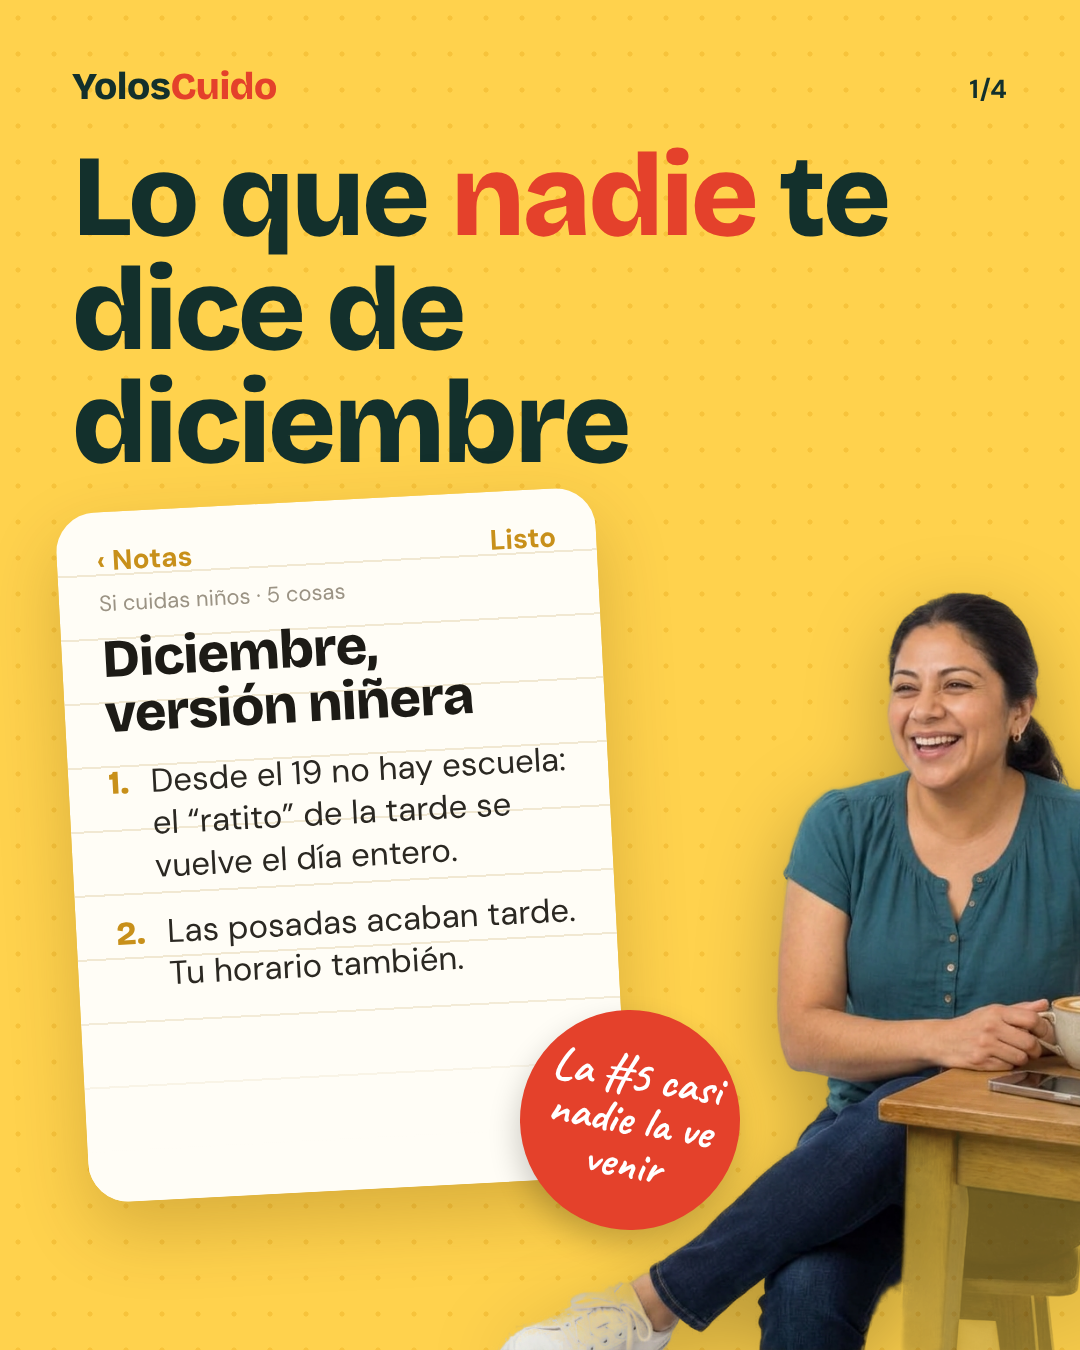 YolosCuido
1/4
Lo que nadie te
dice de
diciembre
‹ Notas
Listo
Si cuidas niños · 5 cosas
Diciembre,
versión niñera
1. Desde el 19 no hay escuela:
el “ratito” de la tarde se
vuelve el día entero.
2. Las posadas acaban tarde.
Tu horario también.
La #5 casi
nadie la ve
venir